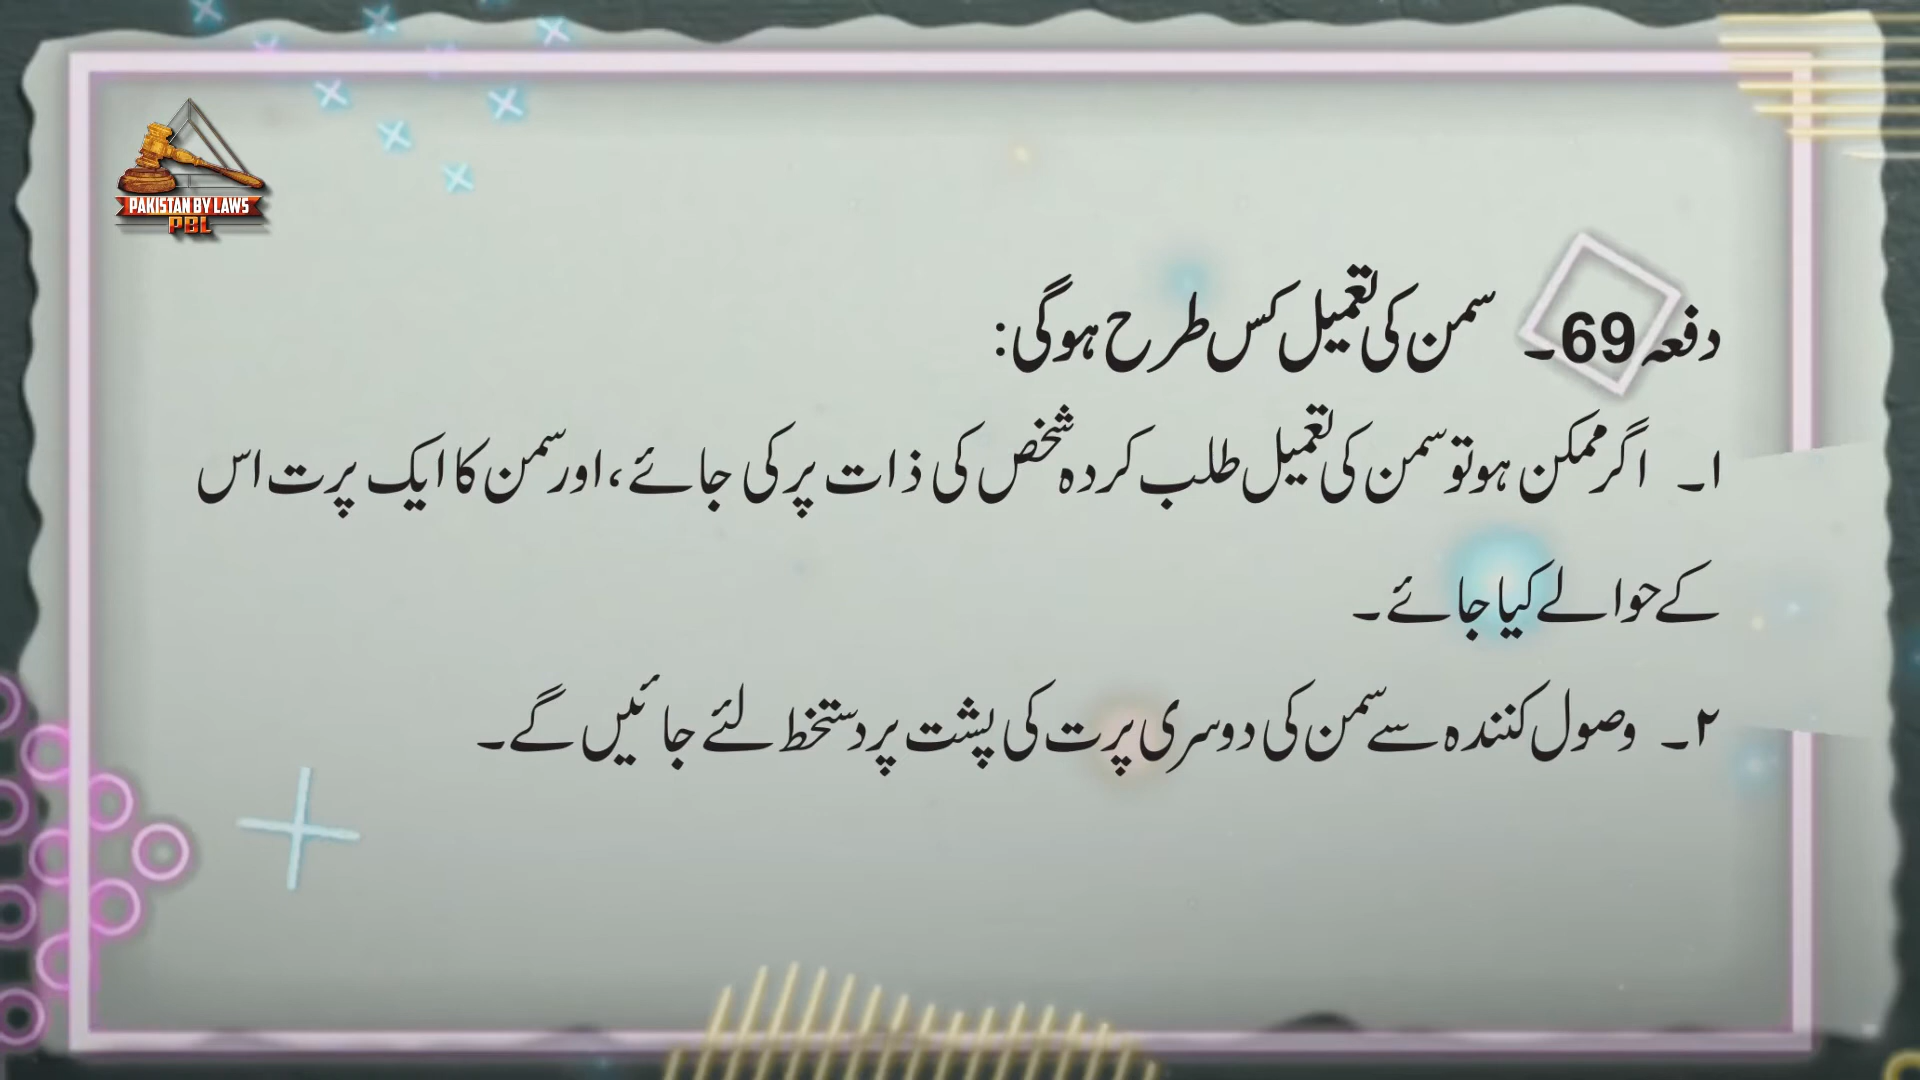 PAKISTAN BY LAWS
PBL
دفعہ 69۔ سمن کی تعمیل کس طرح ہوگی:
۱۔ اگر ممکن ہو تو سمن کی تعمیل طلب کردہ شخص کی ذات پر کی جائے، اور سمن کا ایک پرت اس
کے حوالے کیا جائے۔
۲۔ وصول کنندہ سے سمن کی دوسری پرت کی پشت پر دستخط لئے جائیں گے۔